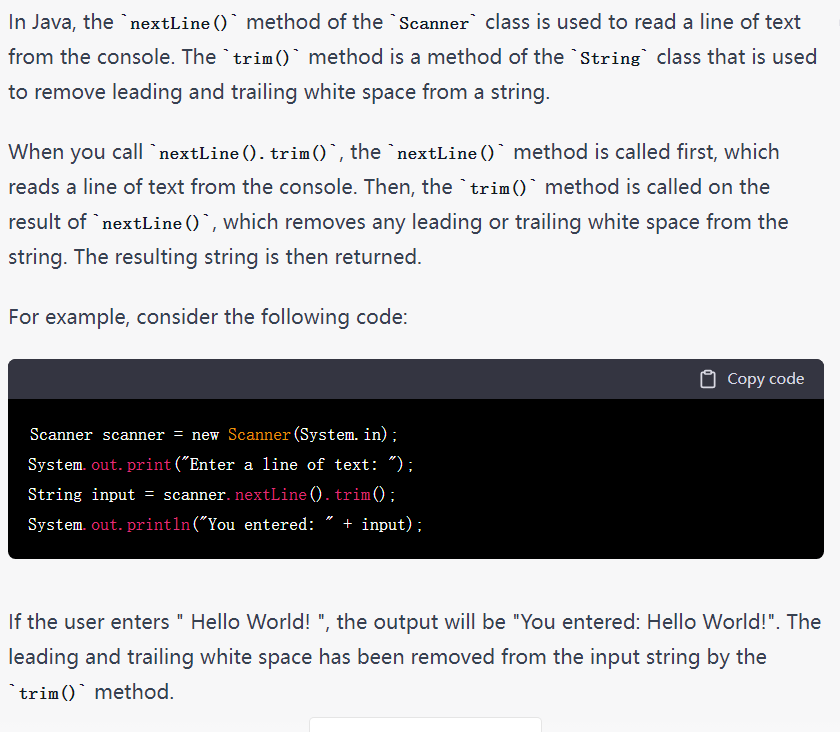 In Java, the `nextLine()` method of the `Scanner` class is used to read a line of text
from the console. The `trim()` method is a method of the `String` class that is used
to remove leading and trailing white space from a string.
When you call `nextLine().trim()`, the `nextLine()` method is called first, which
reads a line of text from the console. Then, the `trim()` method is called on the
result of `nextLine()`, which removes any leading or trailing white space from the
string. The resulting string is then returned.
For example, consider the following code:
Copy code
Scanner scanner = new Scanner(System.in);
System.out.print("Enter a line of text: ");
String input = scanner.nextLine().trim();
System.out.println("You entered: " + input);
If the user enters " Hello World! ", the output will be "You entered: Hello World!". The
leading and trailing white space has been removed from the input string by the
`trim()` method.